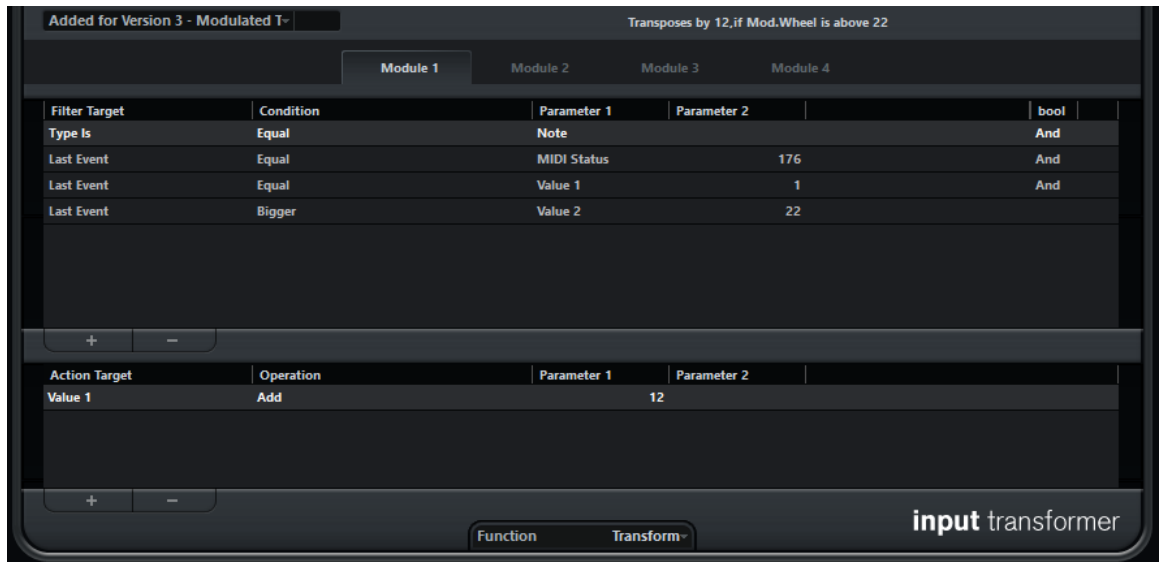 Added for Version 3 - Modulated T
Transposes by 12,if Mod.Wheel is above 22
Module 1 Module 2 Module 3 Module 4
Filter Target Condition Parameter 1 Parameter 2 bool
Type Is Equal Note And
Last Event Equal MIDI Status 176 And
Last Event Equal Value 1 1 And
Last Event Bigger Value 2 22
+ −
Action Target Operation Parameter 1 Parameter 2
Value 1 Add 12
+ −
input transformer
Function Transform